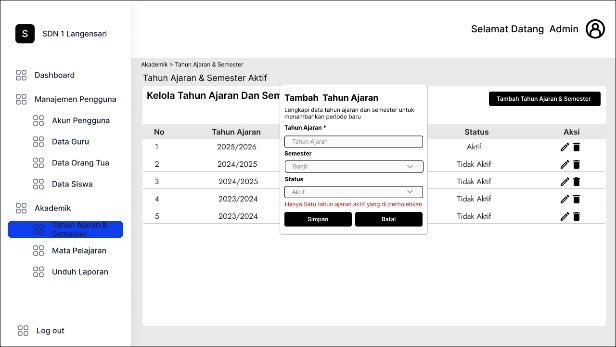 S SDN 1 Langensari
Selamat Datang Admin
Dashboard
Manajemen Pengguna
Akun Pengguna
Data Guru
Data Orang Tua
Data Siswa
Akademik
Tahun Ajaran &
Semester
Mata Pelajaran
Unduh Laporan
Log out
Akademik > Tahun Ajaran & Semester
Tahun Ajaran & Semester Aktif
Kelola Tahun Ajaran Dan Sem
Tambah Tahun Ajaran & Semester
No Tahun Ajaran Status Aksi
1 2025/2026 Aktif
2 2024/2025 Tidak Aktif
3 2024/2025 Tidak Aktif
4 2023/2024 Tidak Aktif
5 2023/2024 Tidak Aktif
Tambah Tahun Ajaran
Lengkapi data tahun ajaran dan semester untuk
menambahkan periode baru
Tahun Ajaran *
Tahun Ajaran
Semester
Ganjil
Status
Aktif
Hanya Satu tahun ajaran aktif yang di perbolehkan
Simpan Batal